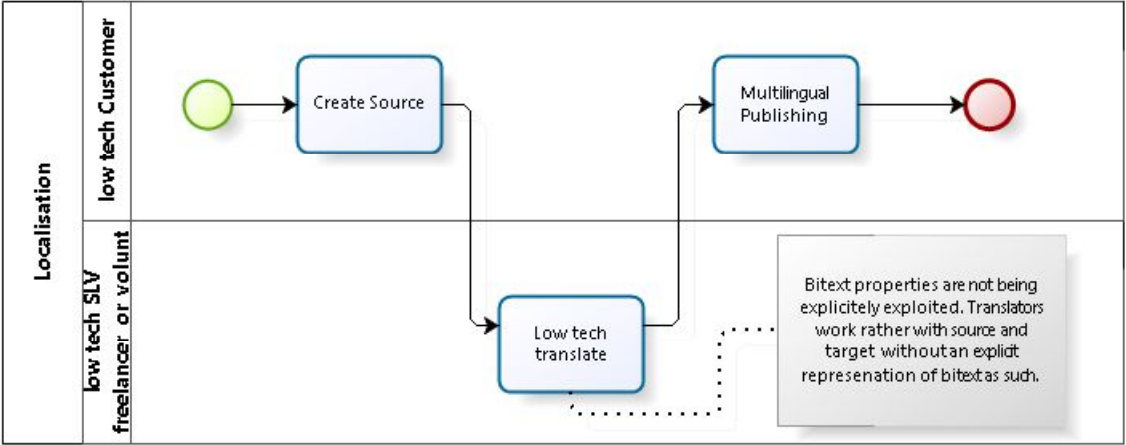 Localisation
low tech Customer
Create Source
Multilingual
Publishing
low tech SLV
freelancer or volunt
Low tech
translate
Bitext properties are not being
explicitely exploited. Translators
work rather with source and
target without an explicit
represenation of bitext as such.